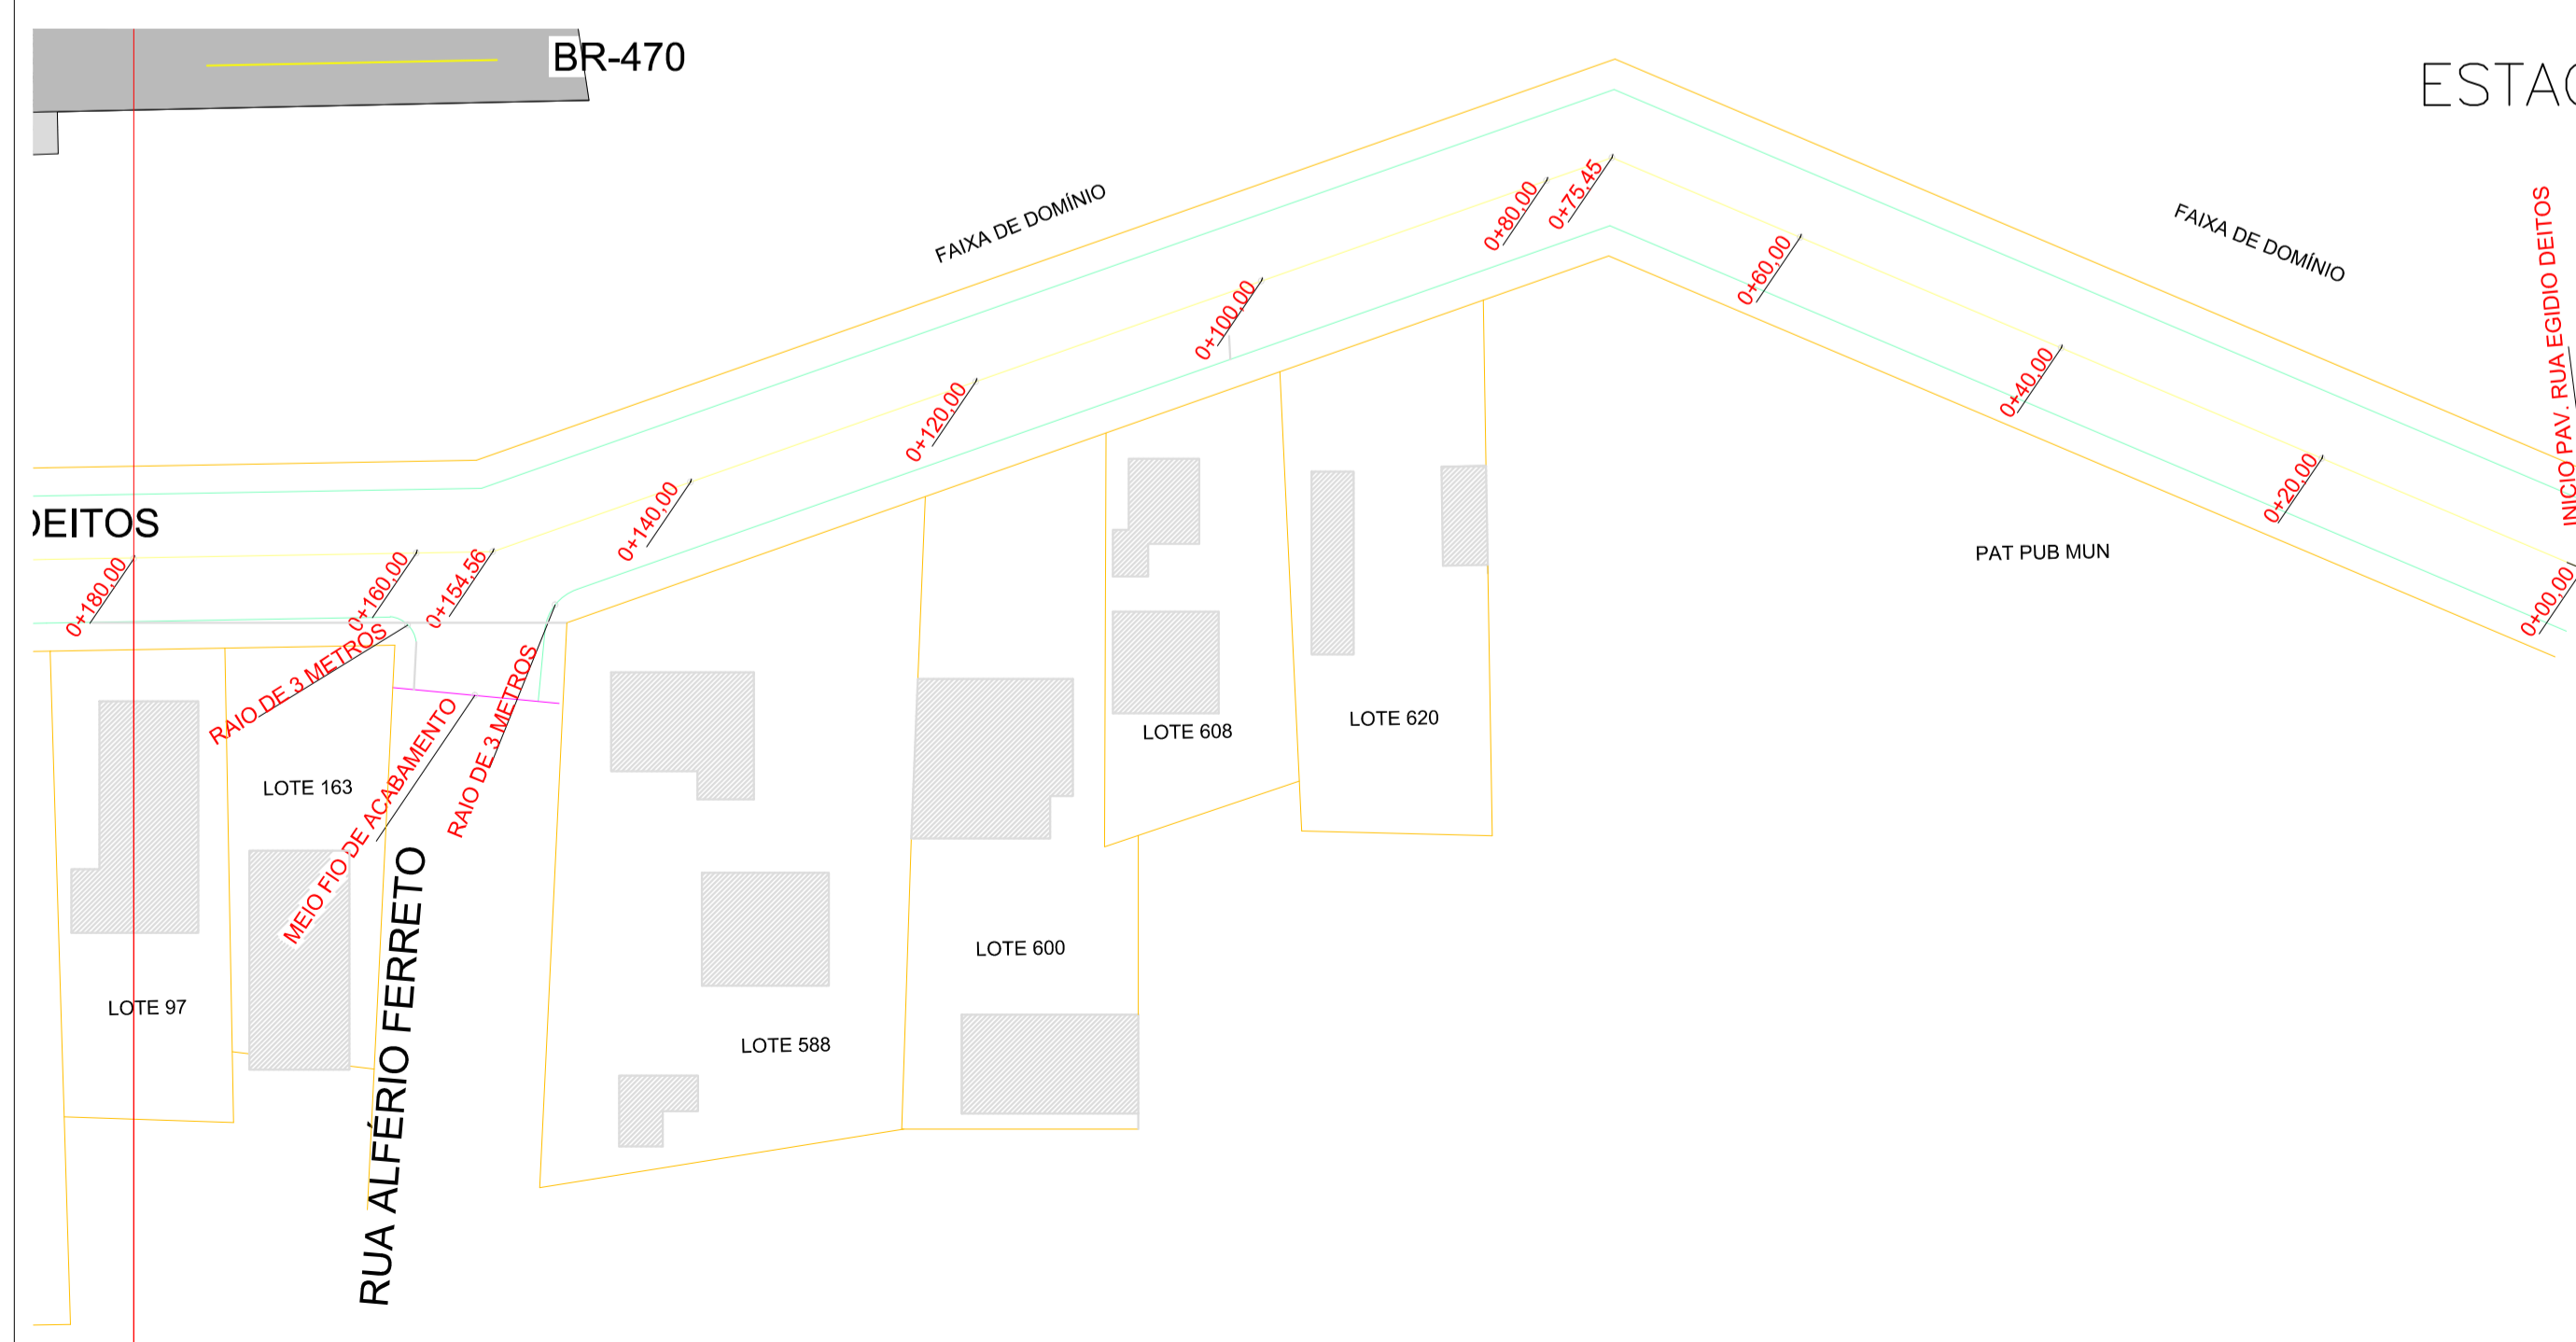 BR-470
ESTAC
FAIXA DE DOMÍNIO
FAIXA DE DOMÍNIO
INICIO PAV. RUA EGIDIO DEITOS
0+80,00
0+75,45
0+60,00
0+100,00
0+40,00
0+120,00
0+20,00
0+140,00
DEITOS
0+180,00
0+160,00
0+154,56
0+00,00
PAT PUB MUN
RAIO DE 3 METROS
RAIO DE 3 METROS
MEIO FIO DE ACABAMENTO
LOTE 163
LOTE 608
LOTE 620
LOTE 600
LOTE 97
LOTE 588
RUA ALFÉRIO FERRETO